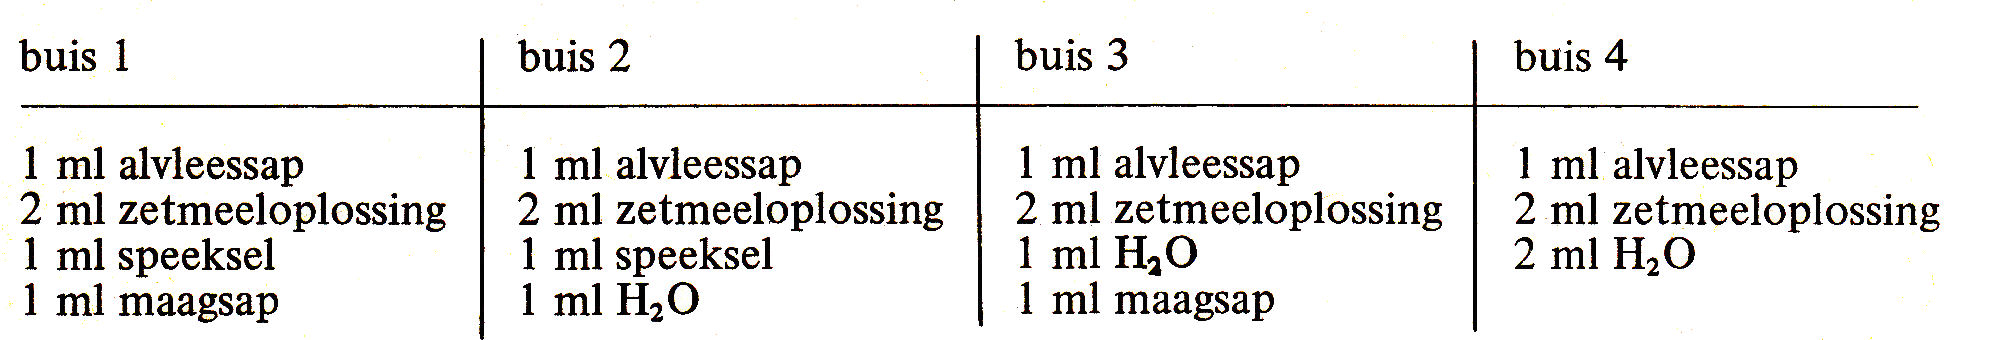 buis 1 buis 2 buis 3 buis 4
1 ml alvleessap 1 ml alvleessap 1 ml alvleessap 1 ml alvleessap
2 ml zetmeeloplossing 2 ml zetmeeloplossing 2 ml zetmeeloplossing 2 ml zetmeeloplossing
1 ml speeksel 1 ml speeksel 1 ml H₂O 2 ml H₂O
1 ml maagsap 1 ml H₂O 1 ml maagsap